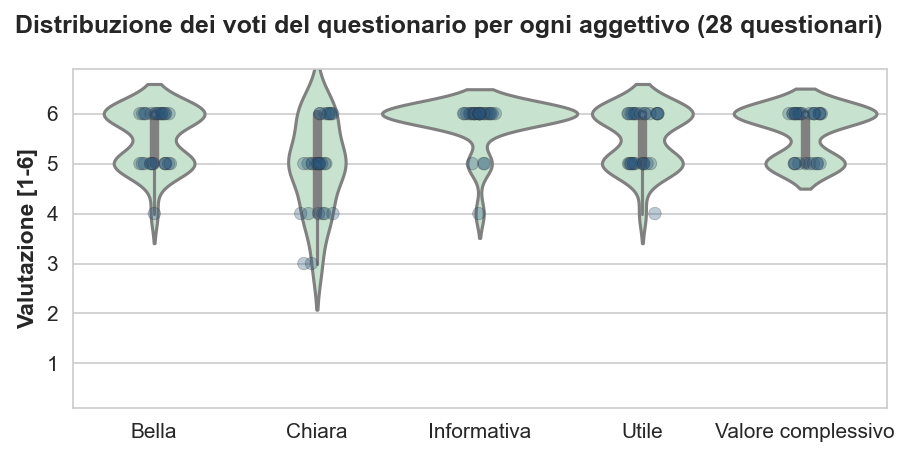 Distribuzione dei voti del questionario per ogni aggettivo (28 questionari)
Valutazione [1-6]
6
5
4
3
2
1
Bella Chiara Informativa Utile Valore complessivo